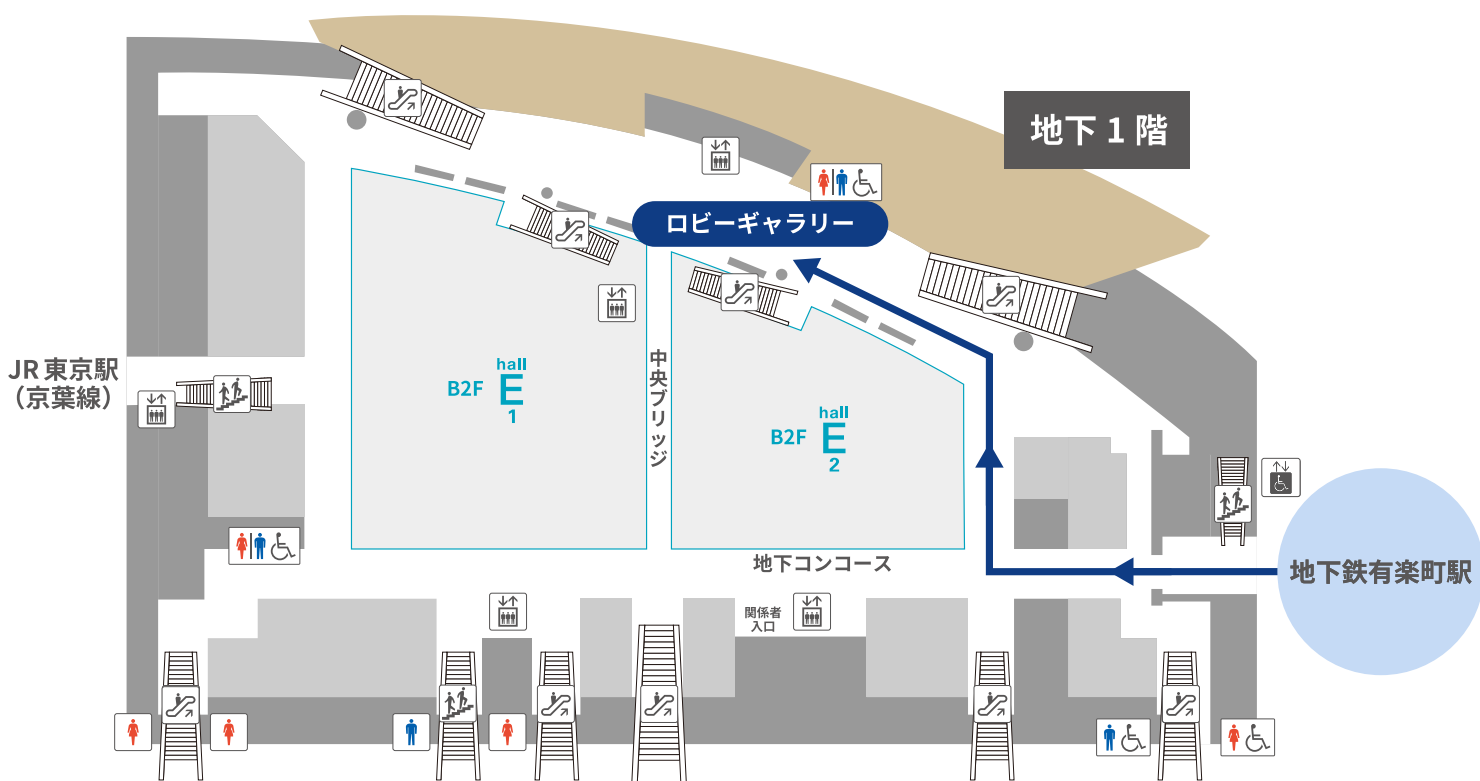 地下1階
ロビーギャラリー
JR東京駅
（京葉線）
B2F
hall
E
1
中央ブリッジ
B2F
hall
E
2
地下コンコース
地下鉄有楽町駅
関係者
入口